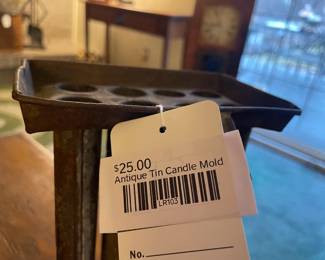 $25.00
Antique Tin Candle Mold
LR103
No.